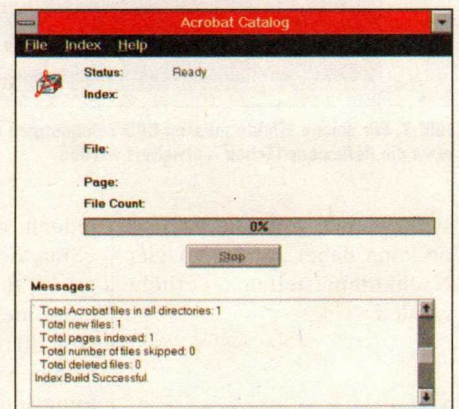 Acrobat Catalog
File Index Help
Status: Ready
Index:
File:
Page:
File Count:
0%
Stop
Messages:
Total Acrobat files in all directories: 1
Total new files: 1
Total pages indexed: 1
Total number of files skipped: 0
Total deleted files: 0
Index Build Successful.